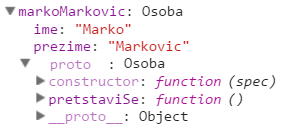 ▼ markoMarkovic: Osoba
ime: "Marko"
prezime: "Markovic"
▼ proto : Osoba
▶ constructor: function (spec)
▶ pretstaviSe: function ()
▶ __proto__: Object